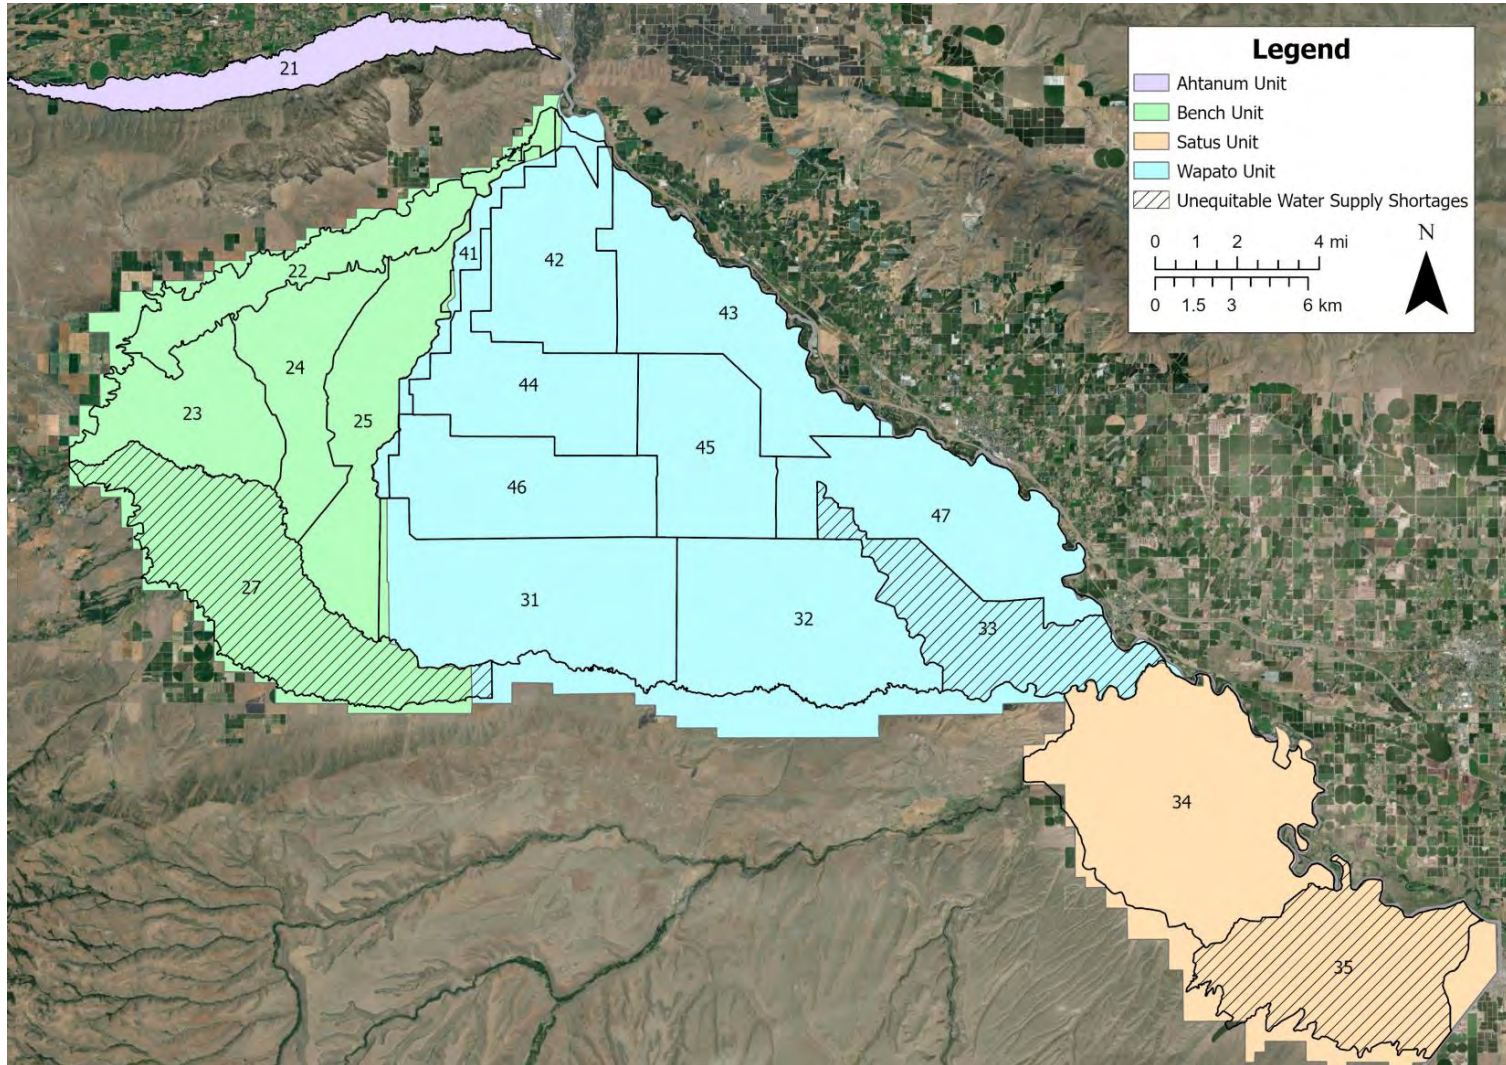 Legend
Ahtanum Unit
Bench Unit
Satus Unit
Wapato Unit
Unequitable Water Supply Shortages
0 1 2 4 mi
0 1.5 3 6 km
N
21
22
41
42
43
24
44
23
25
45
46
47
27
31
32
33
34
35